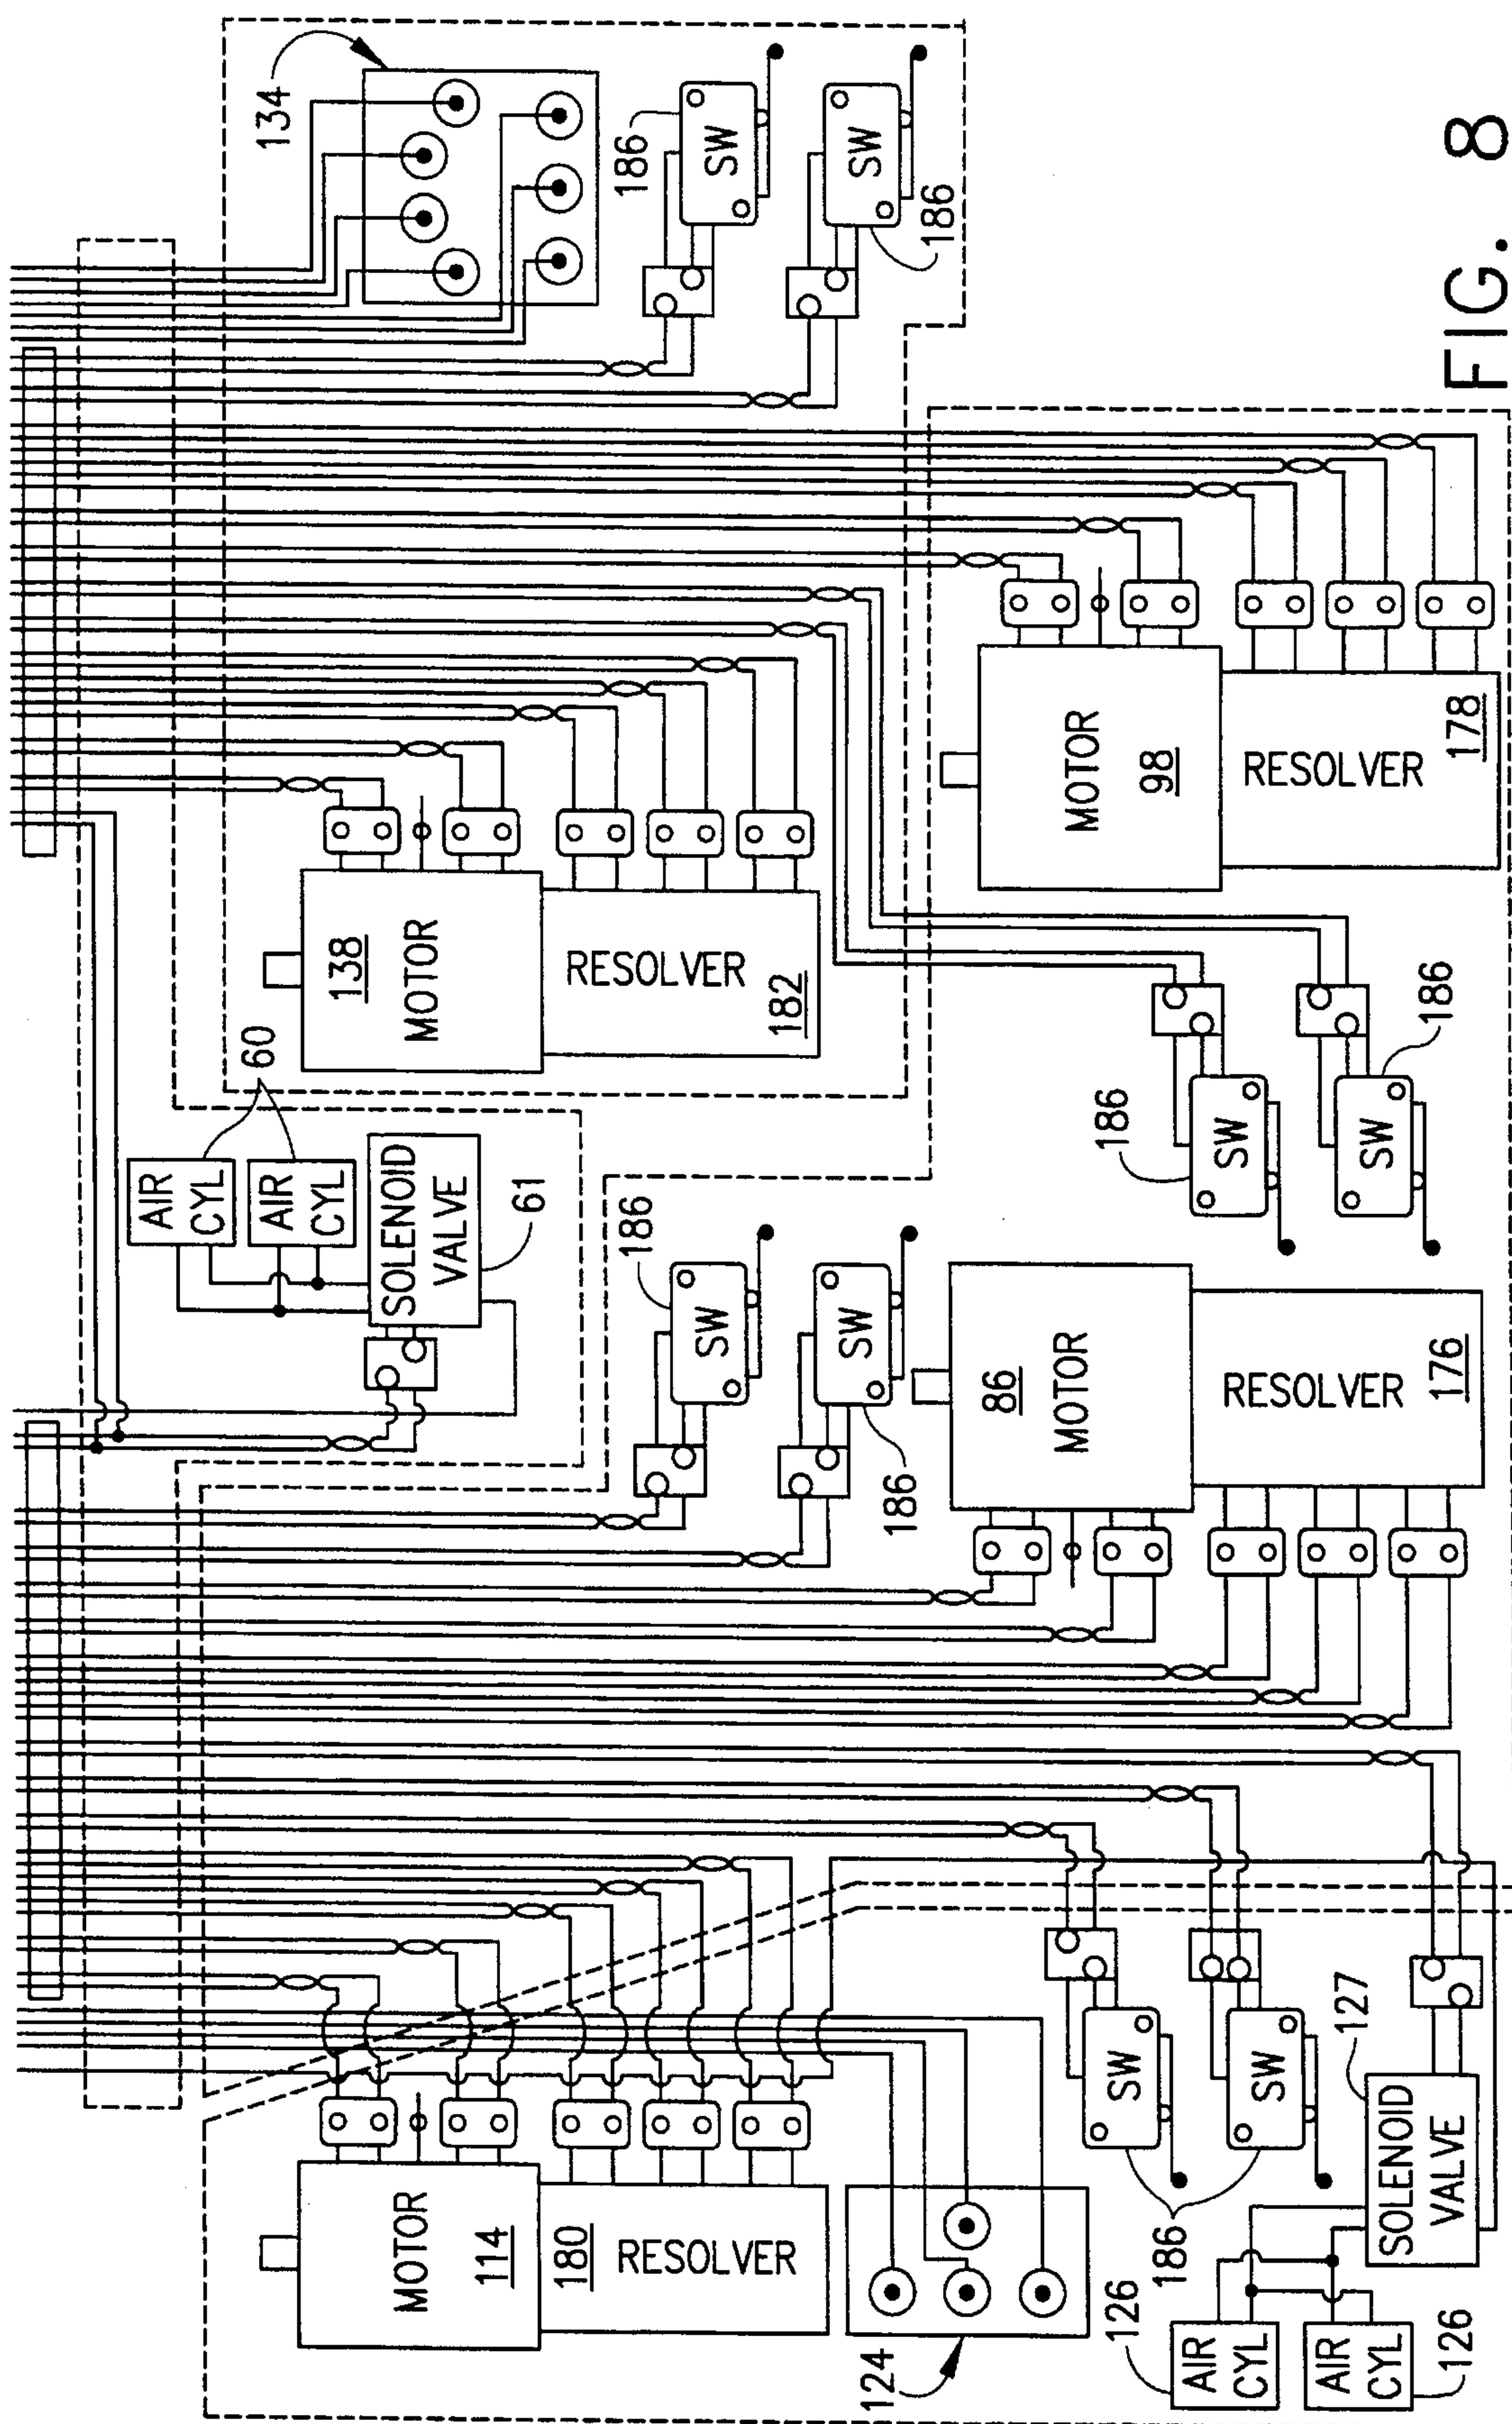 134
186
SW
SW
186
FIG. 8
138
MOTOR
RESOLVER
182
MOTOR
98
RESOLVER
178
60
AIR
CYL
AIR
CYL
SOLENOID
VALVE
61
186
SW
SW
186
186
SW
SW
186
86
MOTOR
RESOLVER
176
MOTOR
114
180
RESOLVER
124
SW
SW
186
127
SOLENOID
VALVE
126
AIR
CYL
AIR
CYL
126